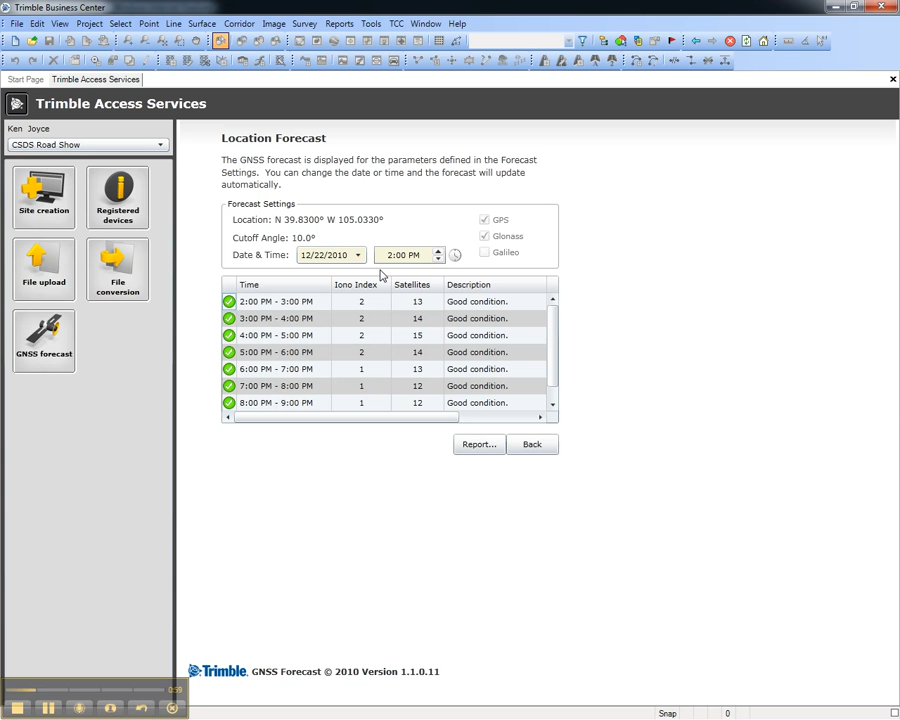 Trimble Business Center
File Edit View Project Select Point Line Surface Corridor Image Survey Reports Tools TCC Window Help
Start Page Trimble Access Services
Trimble Access Services
Ken Joyce
CSDS Road Show
Site creation
Registered devices
File upload
File conversion
GNSS forecast
Location Forecast
The GNSS forecast is displayed for the parameters defined in the Forecast
Settings. You can change the date or time and the forecast will update
automatically.
Forecast Settings
Location: N 39.8300° W 105.0330° GPS
Cutoff Angle: 10.0° Glonass
Date & Time: 12/22/2010 2:00 PM Galileo
Time Iono Index Satellites Description
2:00 PM - 3:00 PM 2 13 Good condition.
3:00 PM - 4:00 PM 2 14 Good condition.
4:00 PM - 5:00 PM 2 15 Good condition.
5:00 PM - 6:00 PM 2 14 Good condition.
6:00 PM - 7:00 PM 1 13 Good condition.
7:00 PM - 8:00 PM 1 12 Good condition.
8:00 PM - 9:00 PM 1 12 Good condition.
Report... Back
Trimble. GNSS Forecast © 2010 Version 1.1.0.11
0:59
Snap 0